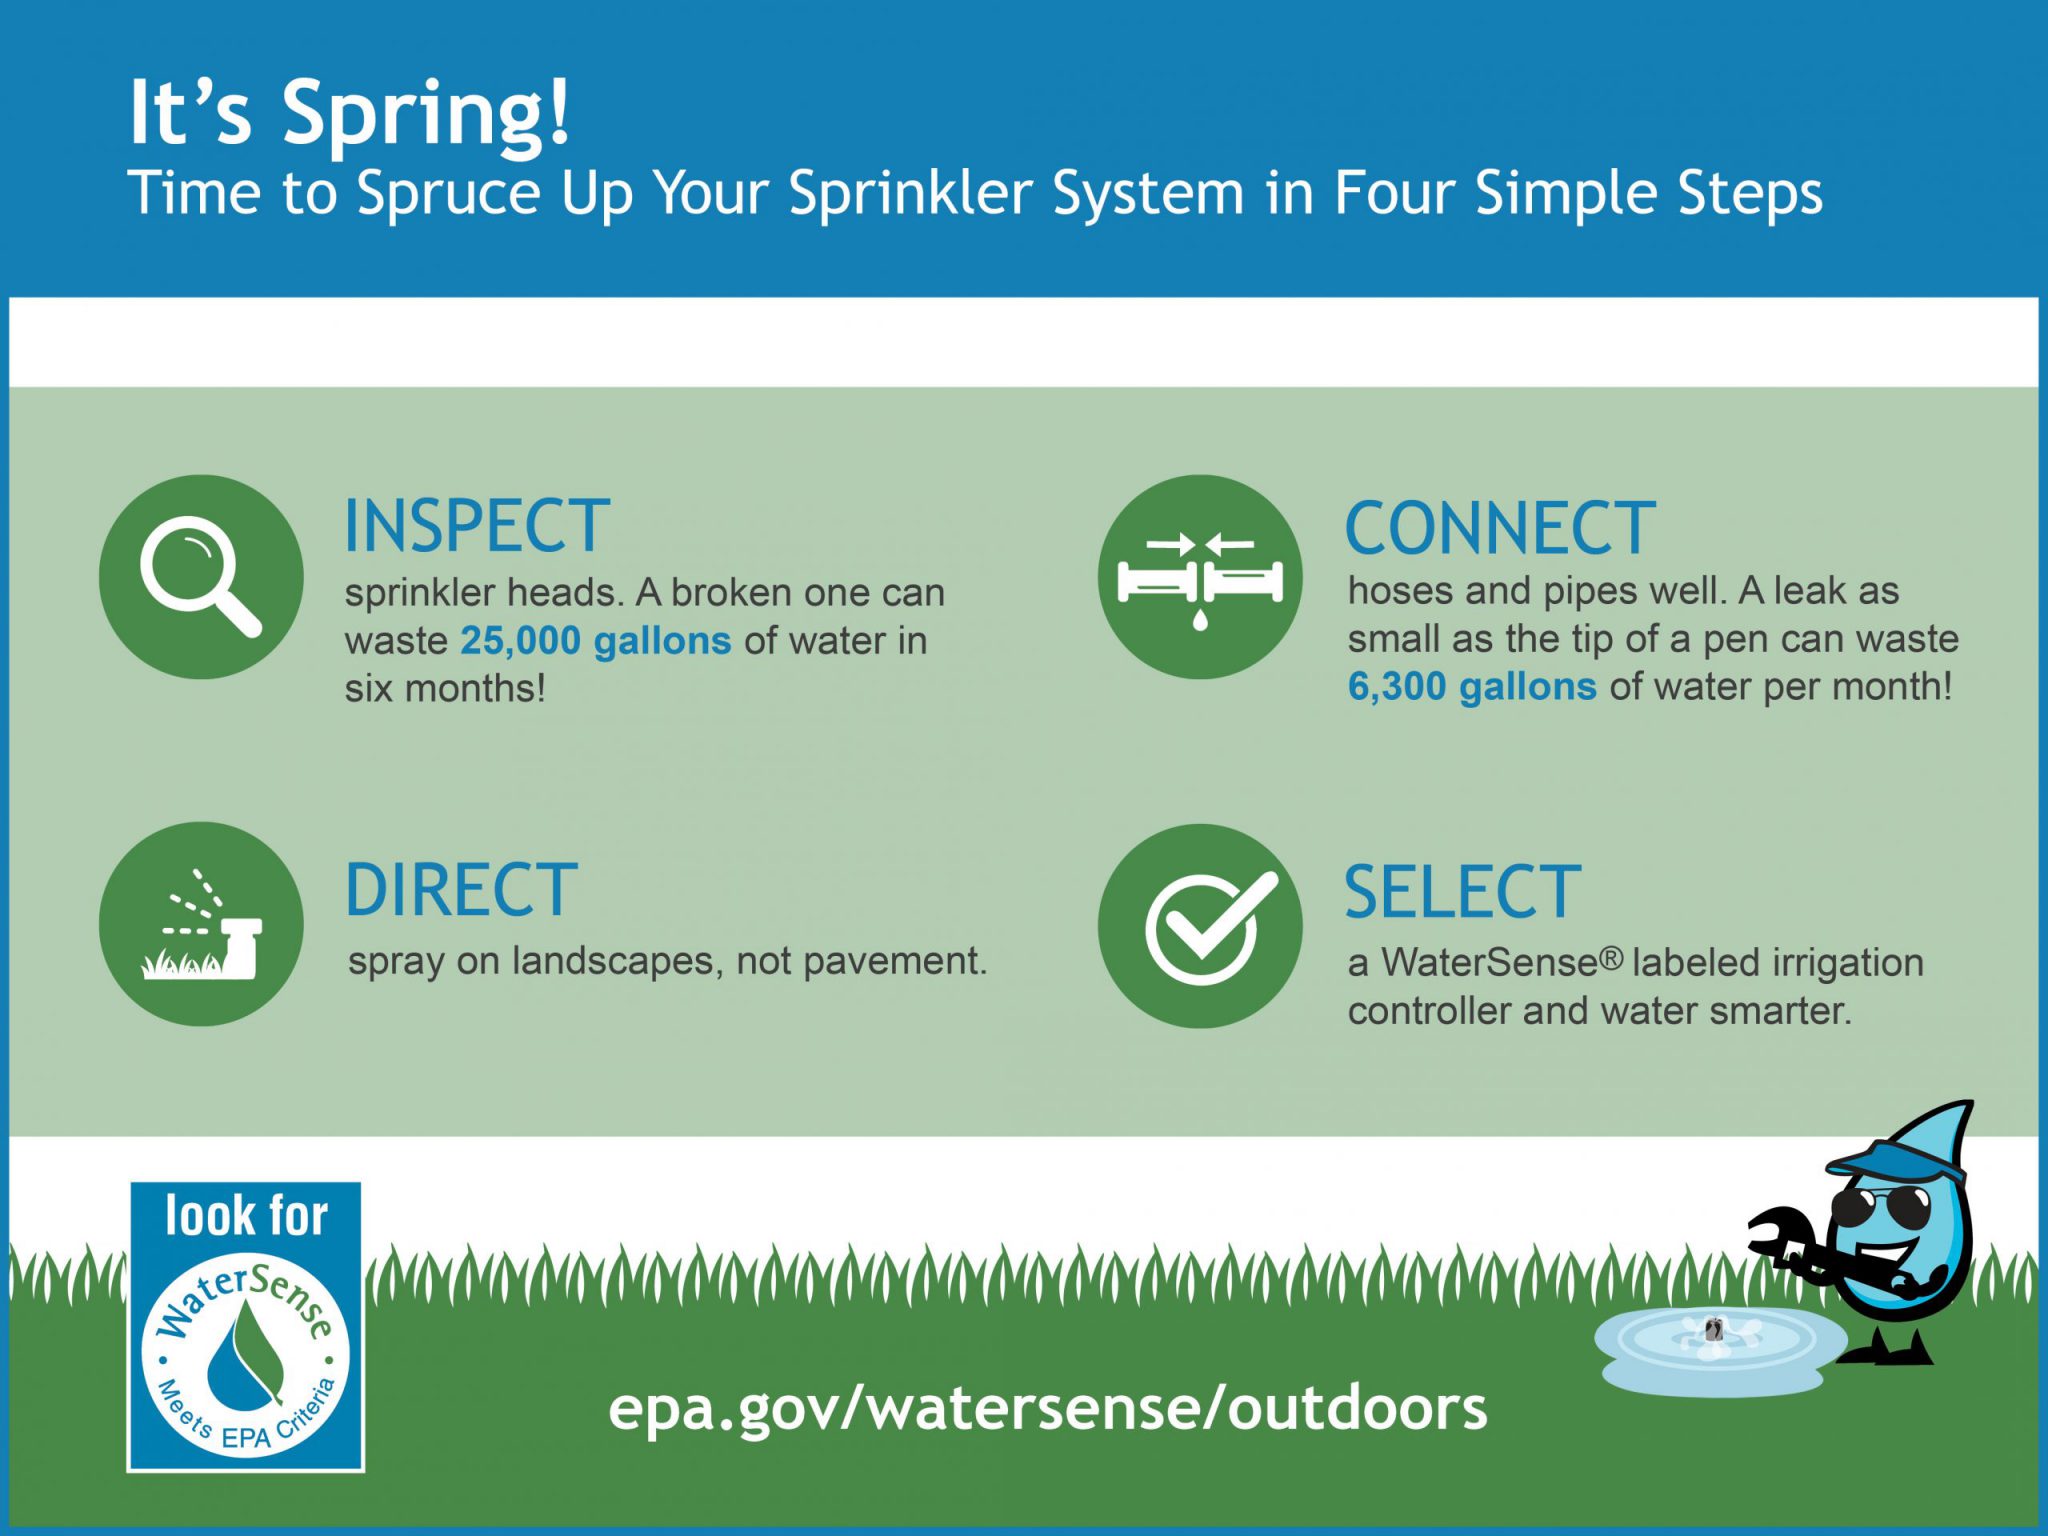 It's Spring!
Time to Spruce Up Your Sprinkler System in Four Simple Steps
INSPECT
sprinkler heads. A broken one can
waste 25,000 gallons of water in
six months!
CONNECT
hoses and pipes well. A leak as
small as the tip of a pen can waste
6,300 gallons of water per month!
DIRECT
spray on landscapes, not pavement.
SELECT
a WaterSense® labeled irrigation
controller and water smarter.
look for
WaterSense
• Meets EPA Criteria •
epa.gov/watersense/outdoors